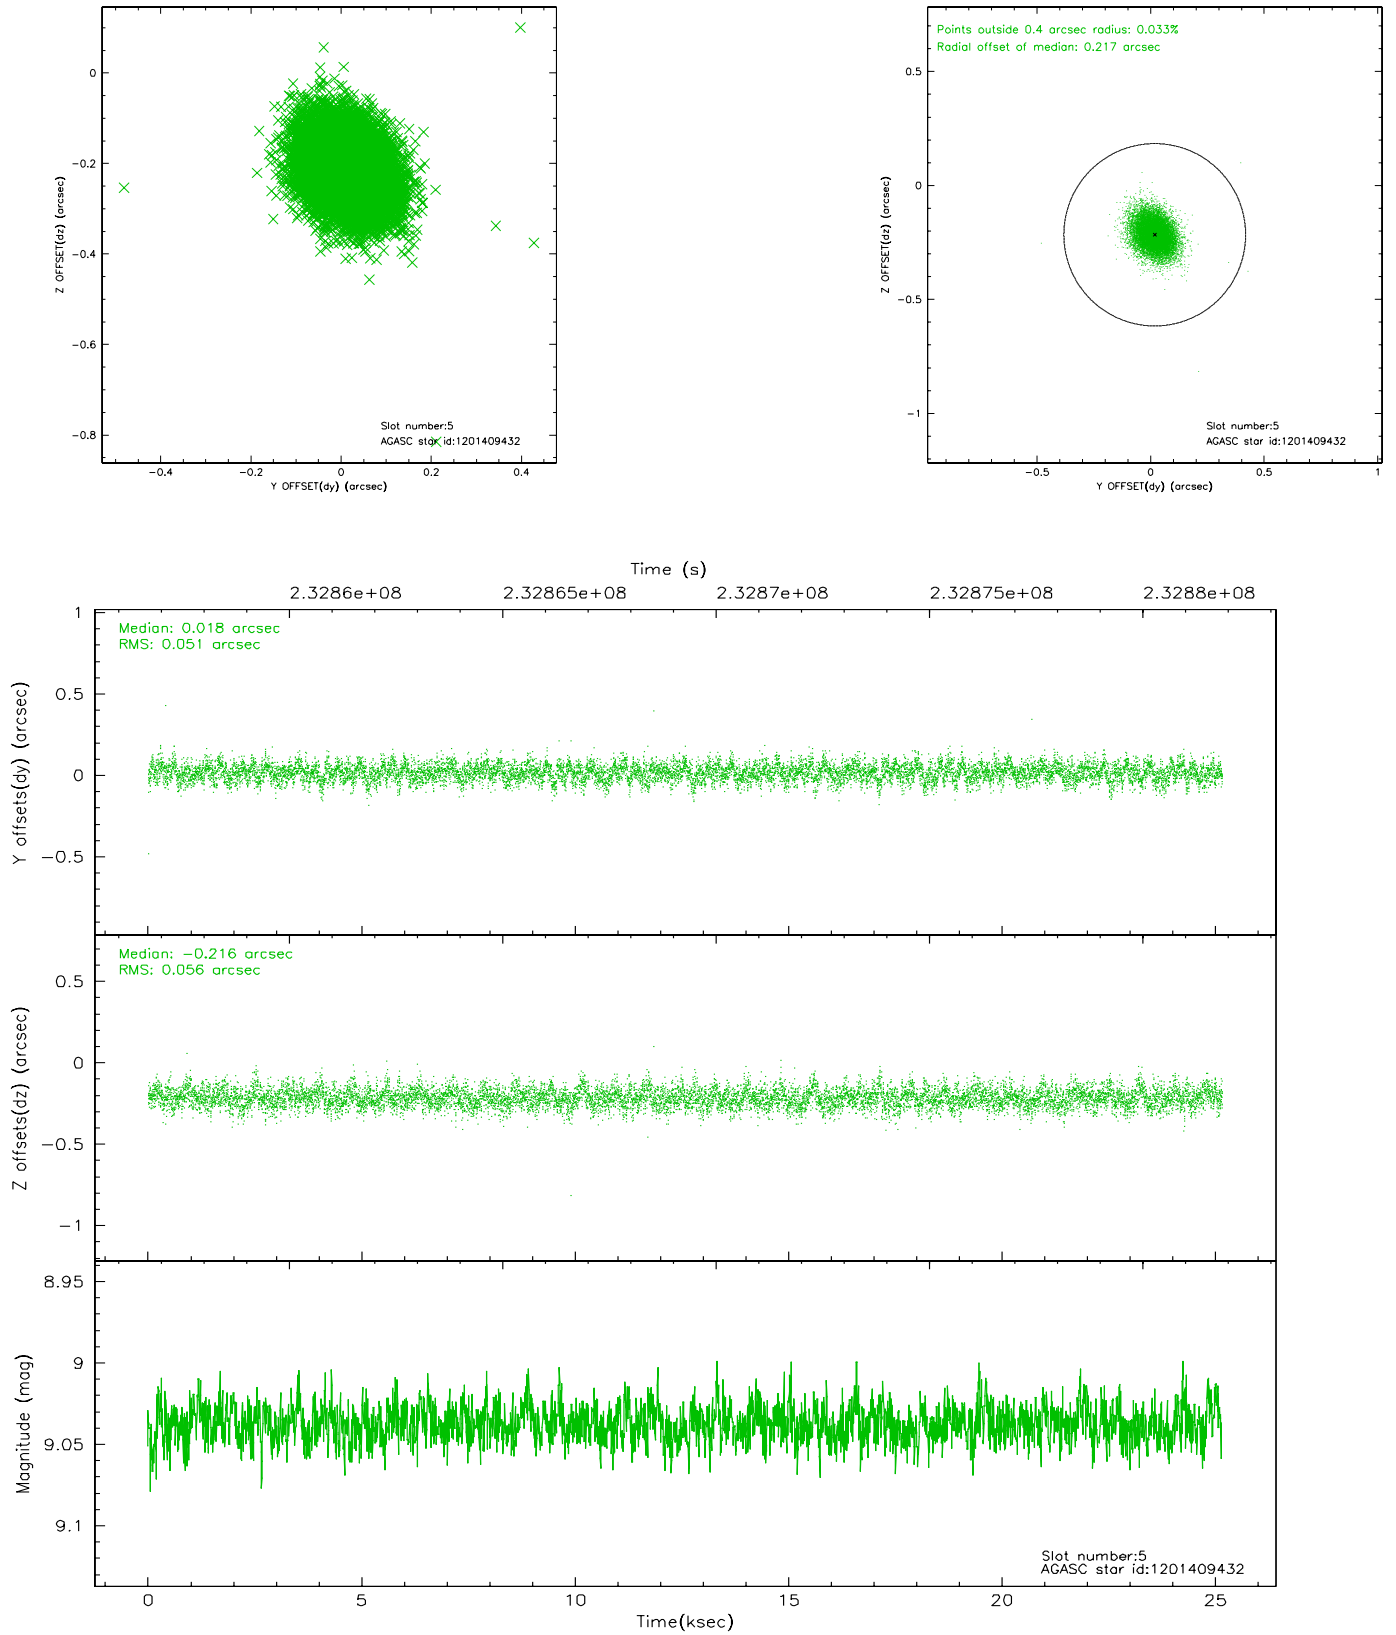 0
−0.2
−0.4
−0.6
−0.8
Z OFFSET(dz) (arcsec)
Slot number:5
AGASC star id:1201409432
−0.4
−0.2
0
0.2
0.4
Y OFFSET(dy) (arcsec)
Points outside 0.4 arcsec radius: 0.033%
Radial offset of median: 0.217 arcsec
0.5
0
−0.5
−1
Z OFFSET(dz) (arcsec)
Slot number:5
AGASC star id:1201409432
−0.5
0
0.5
1
Y OFFSET(dy) (arcsec)
Time (s)
2.3286e+08
2.32865e+08
2.3287e+08
2.32875e+08
2.3288e+08
Median: 0.018 arcsec
RMS: 0.051 arcsec
1
0.5
0
−0.5
Y offsets(dy) (arcsec)
Median: −0.216 arcsec
RMS: 0.056 arcsec
0.5
0
−0.5
−1
Z offsets(dz) (arcsec)
8.95
9
9.05
9.1
Magnitude (mag)
Slot number:5
AGASC star id:1201409432
0
5
10
15
20
25
Time(ksec)